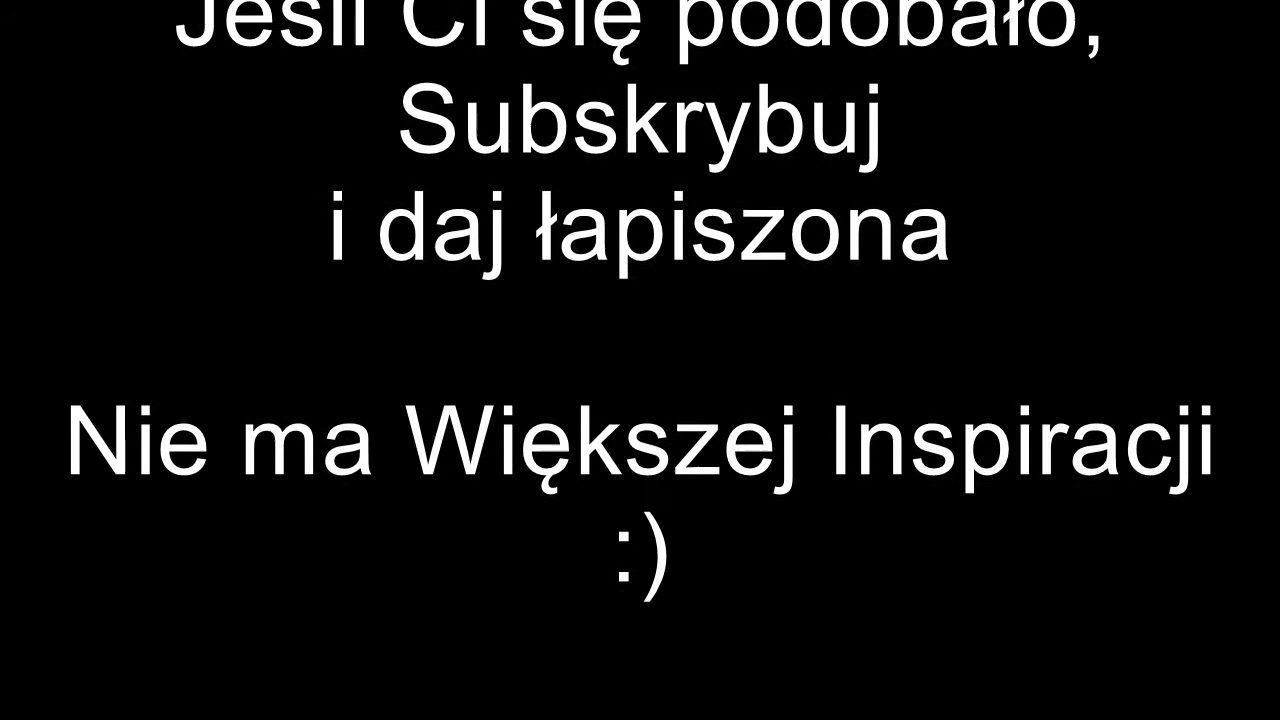 Jeśli Ci się podobało,
Subskrybuj
i daj łapiszona
Nie ma Większej Inspiracji
:)